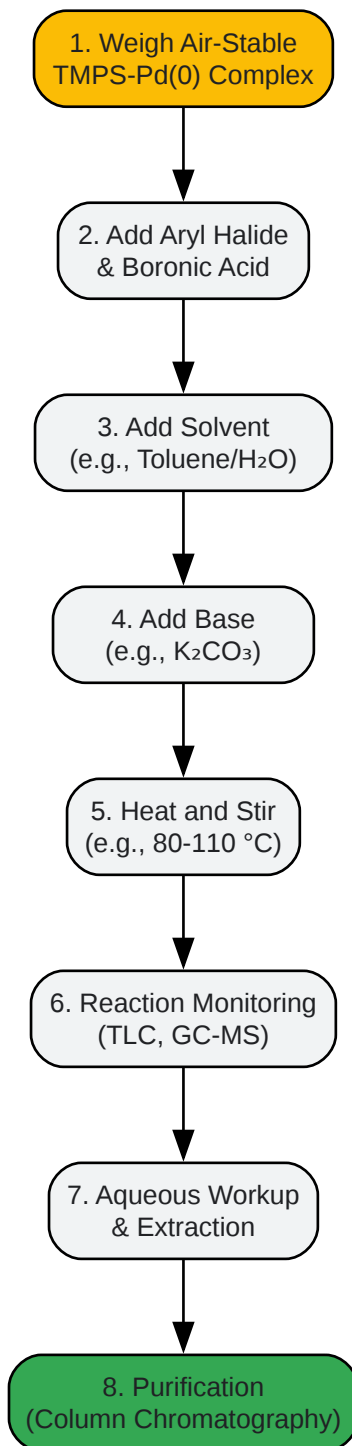 1. Weigh Air-Stable
TMPS-Pd(0) Complex
2. Add Aryl Halide
& Boronic Acid
3. Add Solvent
(e.g., Toluene/H₂O)
4. Add Base
(e.g., K₂CO₃)
5. Heat and Stir
(e.g., 80-110 °C)
6. Reaction Monitoring
(TLC, GC-MS)
7. Aqueous Workup
& Extraction
8. Purification
(Column Chromatography)